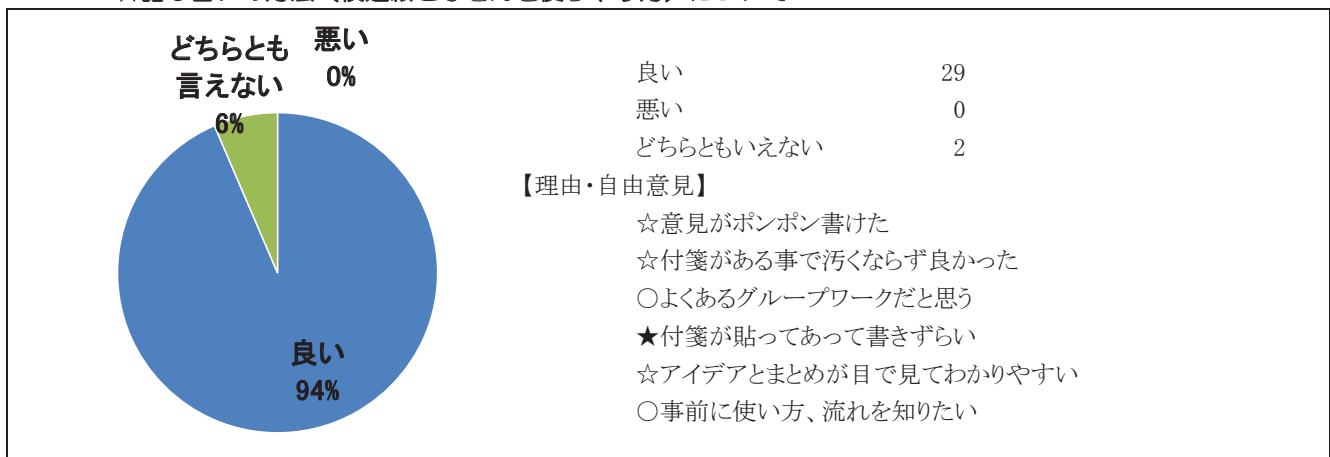 どちらとも
言えない
6%
悪い
0%
良い
94%
良い 29
悪い 0
どちらともいえない 2
【理由・自由意見】
☆意見がポンポン書けた
☆付箋がある事で汚くならず良かった
〇よくあるグループワークだと思う
★付箋が貼ってあって書きずらい
☆アイデアとまとめが目で見てわかりやすい
〇事前に使い方、流れを知りたい